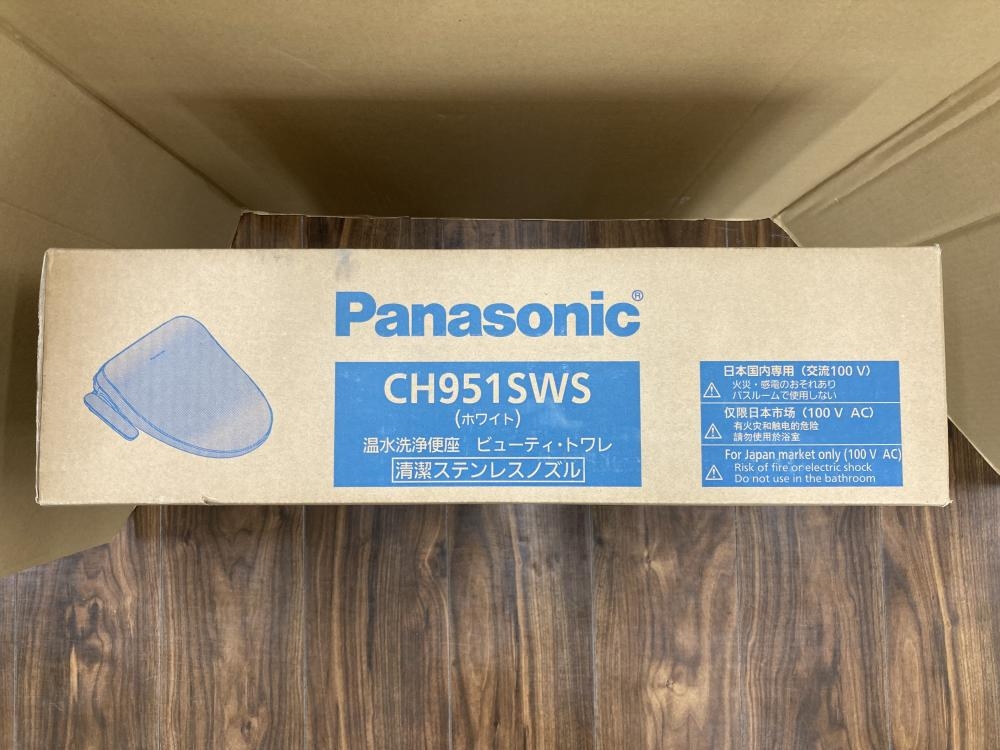 Panasonic®
CH951SWS
(ホワイト)
温水洗浄便座 ビューティ・トワレ
清潔ステンレスノズル
日本国内専用（交流100 V）
火災・感電のおそれあり
バスルームで使用しない
仅限日本市场（100 V AC）
有火灾和触电的危险
請勿使用於浴室
For Japan market only (100 V AC)
Risk of fire or electric shock
Do not use in the bathroom